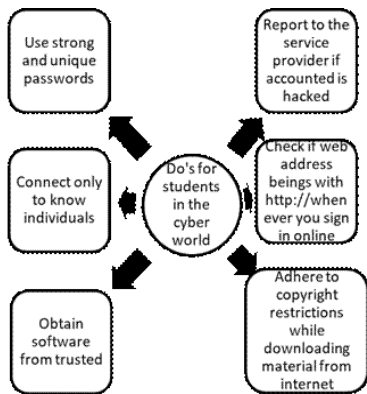 Use strong
and unique
passwords
Report to the
service
provider if
accounted is
hacked
Connect only
to know
individuals
Do's for
students
in the
cyber
world
Check if web
address
beings with
http://when
ever you sign
in online
Obtain
software
from trusted
Adhere to
copyright
restrictions
while
downloading
material from
internet